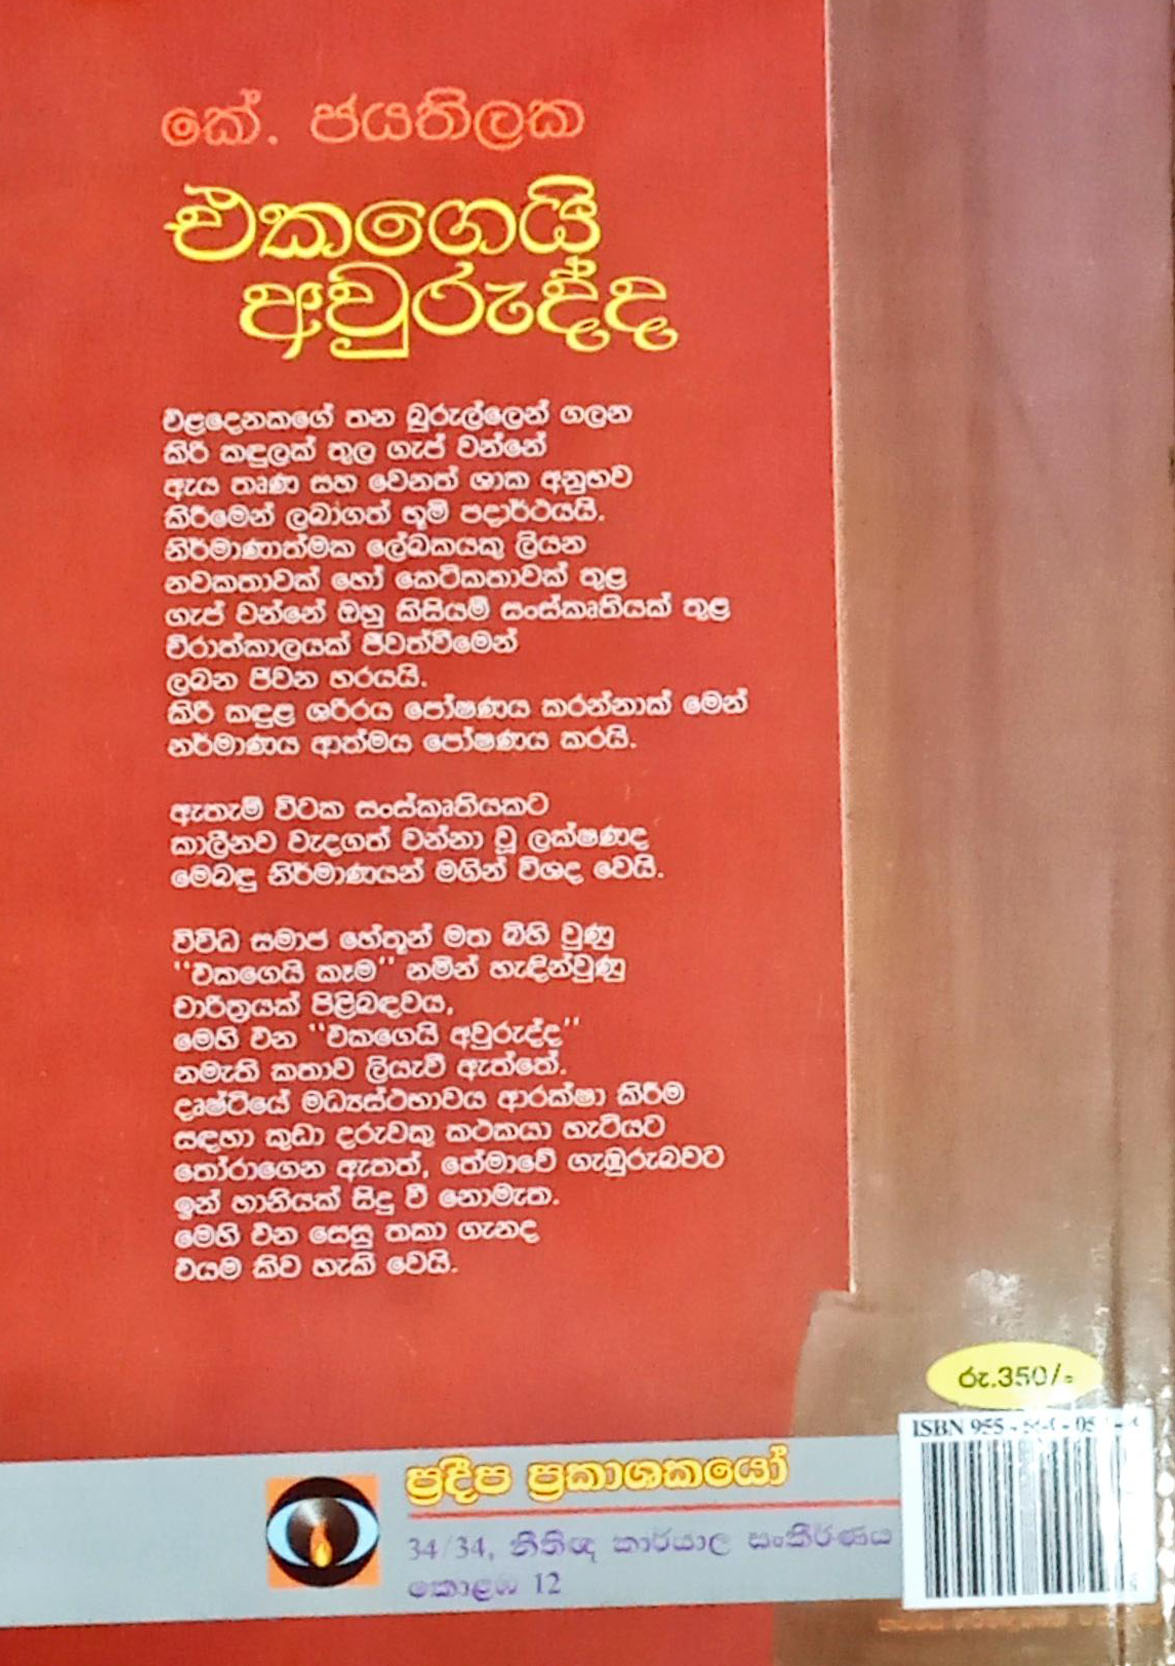 කේ. ජයතිලක
එකගෙයි
අවුරුද්ද
එළදෙනකගේ තන බුරුල්ලෙන් ගලන
කිරි කඳුලක් තුල ගැප් වන්නේ
ඇය තෘණ සහ වෙනත් ශාක අනුභව
කිරීමෙන් ලබාගත් භූමි පදාර්ථයයි.
නිර්මාණාත්මක ලේඛකයකු ලියන
නවකතාවක් හෝ කෙටිකතාවක් තුළ
ගැප් වන්නේ ඔහු කිසියම් සංස්කෘතියක් තුළ
චිරාත්කාලයක් ජීවත්වීමෙන්
ලබන ජීවන හරයයි.
කිරි කඳුළ ශරීරය පෝෂණය කරන්නාක් මෙන්
නර්මාණය ආත්මය පෝෂණය කරයි.
ඇතැම් විටක සංස්කෘතියකට
කාලීනව වැදගත් වන්නා වූ ලක්ෂණද
මෙබඳු නිර්මාණයන් මගින් විශද වෙයි.
විවිධ සමාජ හේතූන් මත බිහි වුණු
"එකගෙයි කෑම" නමින් හැඳින්වුණු
චාරිත්‍රයක් පිළිබඳවය,
මෙහි එන "එකගෙයි අවුරුද්ද"
නමැති කතාව ලියැවී ඇත්තේ.
දෘෂ්ටියේ මධ්‍යස්ථභාවය ආරක්ෂා කිරීම
සඳහා කුඩා දරුවකු කථකයා හැටියට
තෝරාගෙන ඇතත්, තේමාවේ ගැඹුරුබවට
ඉන් හානියක් සිදු වී නොමැත.
මෙහි එන සෙසු තකා ගැනද
එයම කිව හැකි වෙයි.
රු.350/=
ISBN 955 -
ප්‍රදීප ප්‍රකාශකයෝ
34/34, නීතිඥ කාර්යාල සංකීර්ණය
කොළඹ 12